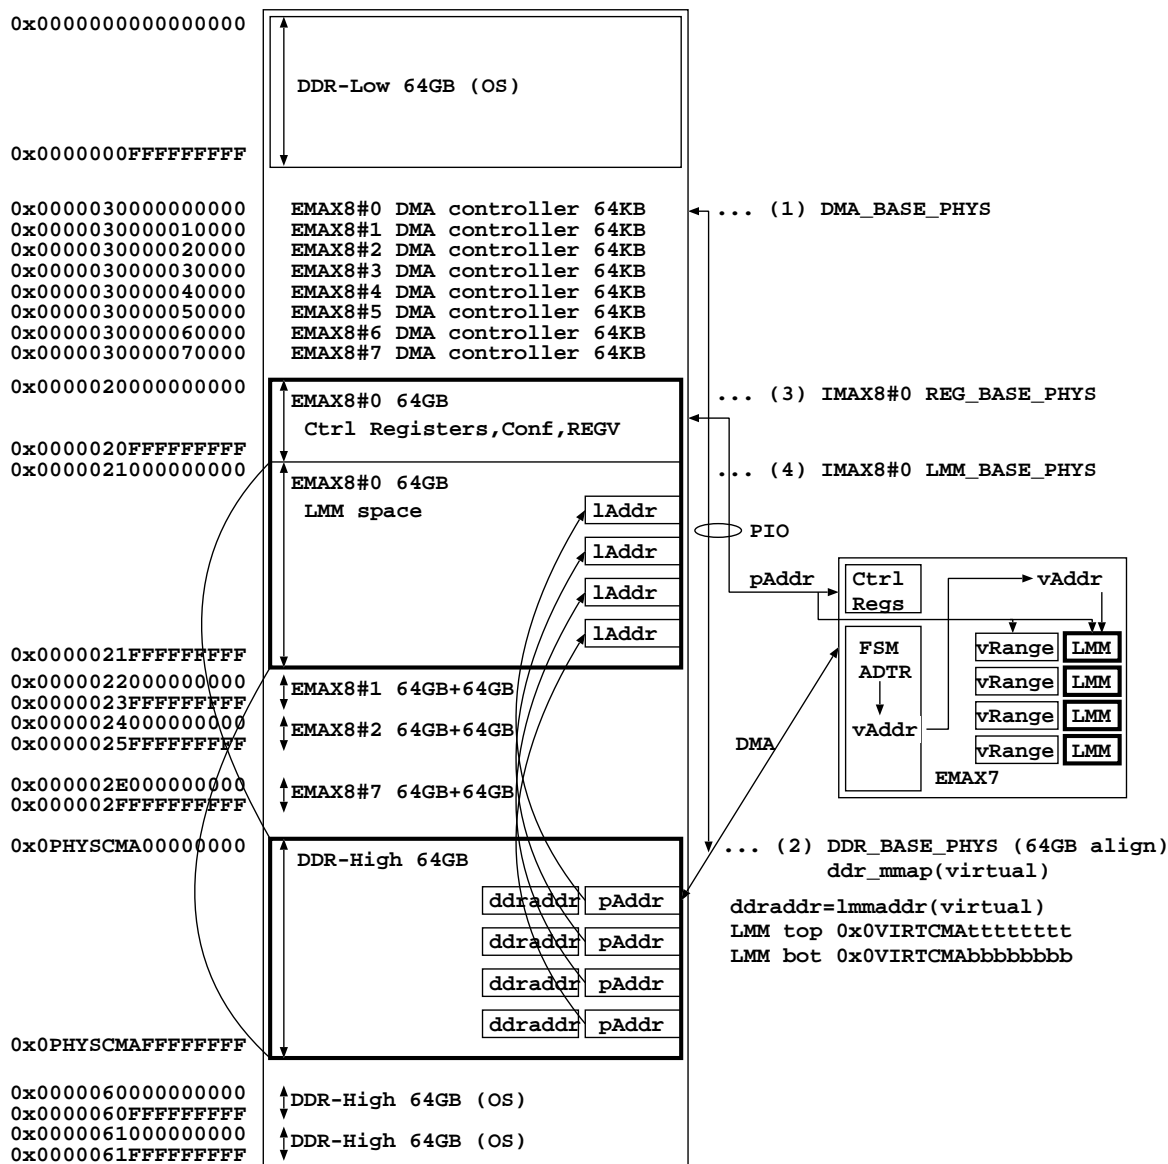 0x0000000000000000
DDR-Low 64GB (OS)
0x0000000FFFFFFFFF
0x0000030000000000 EMAX8#0 DMA controller 64KB ... (1) DMA_BASE_PHYS
0x0000030000010000 EMAX8#1 DMA controller 64KB
0x0000030000020000 EMAX8#2 DMA controller 64KB
0x0000030000030000 EMAX8#3 DMA controller 64KB
0x0000030000040000 EMAX8#4 DMA controller 64KB
0x0000030000050000 EMAX8#5 DMA controller 64KB
0x0000030000060000 EMAX8#6 DMA controller 64KB
0x0000030000070000 EMAX8#7 DMA controller 64KB
0x0000020000000000 ... (3) IMAX8#0 REG_BASE_PHYS
EMAX8#0 64GB
Ctrl Registers,Conf,REGV
0x0000020FFFFFFFFF
0x0000021000000000 ... (4) IMAX8#0 LMM_BASE_PHYS
EMAX8#0 64GB
LMM space
lAddr
lAddr
lAddr
lAddr
PIO
pAddr
Ctrl
Regs
vAddr
FSM
ADTR
vAddr
vRange LMM
vRange LMM
vRange LMM
vRange LMM
EMAX7
DMA
0x0000021FFFFFFFFF
0x0000022000000000
EMAX8#1 64GB+64GB
0x0000023FFFFFFFFF
0x0000024000000000
EMAX8#2 64GB+64GB
0x0000025FFFFFFFFF
0x000002E000000000
EMAX8#7 64GB+64GB
0x000002FFFFFFFFFF
0x0PHYSCMA00000000 ... (2) DDR_BASE_PHYS (64GB align)
DDR-High 64GB
ddr_mmap(virtual)
ddraddr pAddr
ddraddr pAddr
ddraddr pAddr
ddraddr pAddr
ddraddr=lmmaddr(virtual)
LMM top 0x0VIRTCMAtttttttt
LMM bot 0x0VIRTCMAbbbbbbbb
0x0PHYSCMAFFFFFFFF
0x0000060000000000
DDR-High 64GB (OS)
0x0000060FFFFFFFFF
0x0000061000000000
DDR-High 64GB (OS)
0x0000061FFFFFFFFF